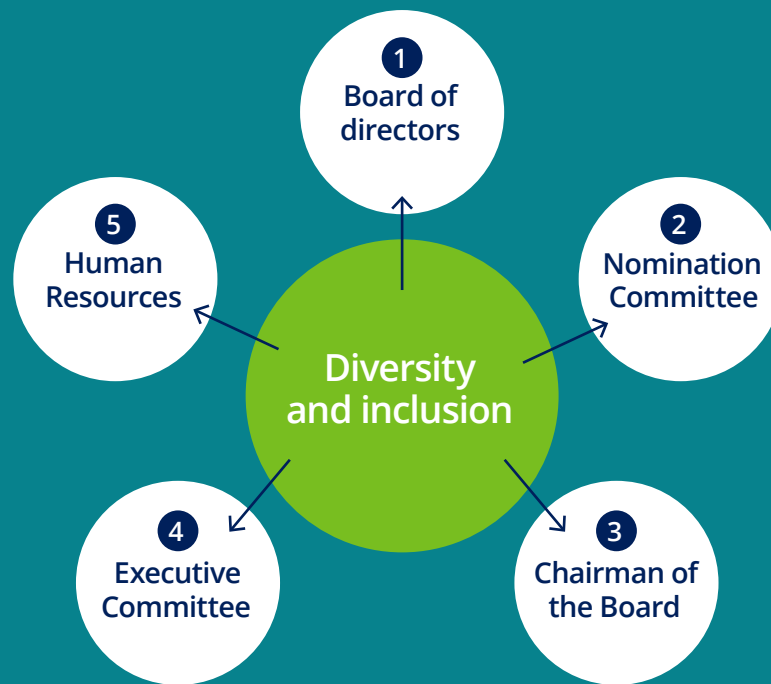 1
Board of
directors
2
Nomination
Committee
3
Chairman of
the Board
4
Executive
Committee
5
Human
Resources
Diversity
and inclusion